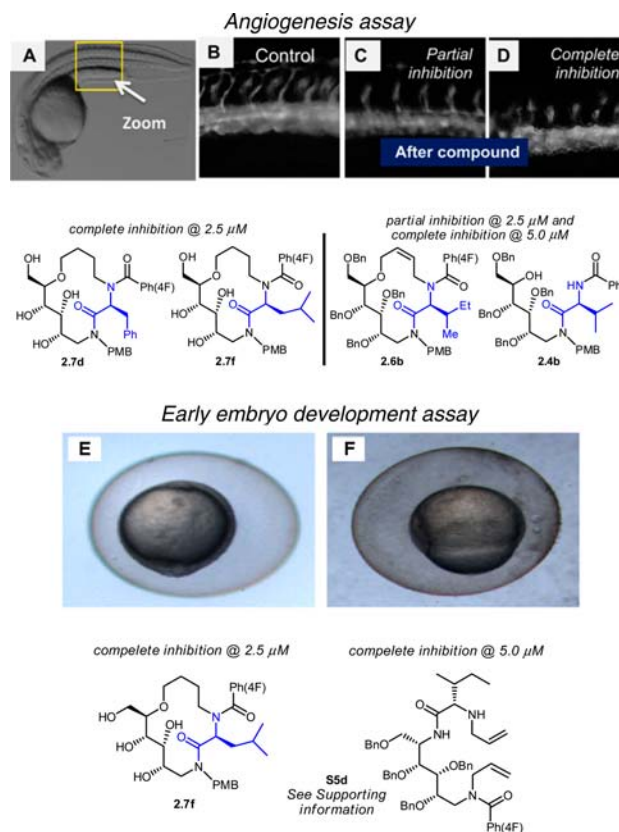 Angiogenesis assay
A
Zoom
B
Control
C
Partial
inhibition
D
Complete
inhibition
After compound
complete inhibition @ 2.5 µM
partial inhibition @ 2.5 µM and
complete inhibition @ 5.0 µM
OH
O
O
N
Ph(4F)
HO
HO
OH
O
N
Ph
PMB
2.7d
OH
O
O
N
Ph(4F)
HO
HO
OH
O
N
PMB
2.7f
OBn
Ph(4F)
O
O
N
OBn
BnO
BnO
O
N
Et
Me
PMB
2.6b
OBn
OH
O
HN
Ph
OBn
BnO
BnO
O
N
PMB
2.4b
Early embryo development assay
E
F
compelete inhibition @ 2.5 µM
compelete inhibition @ 5.0 µM
Ph(4F)
O
O
N
HO
OH
HO
HO
O
N
PMB
2.7f
O
NH
HN
BnO
BnO
OBn
BnO
N
O
Ph(4F)
S5d
See Supporting
information